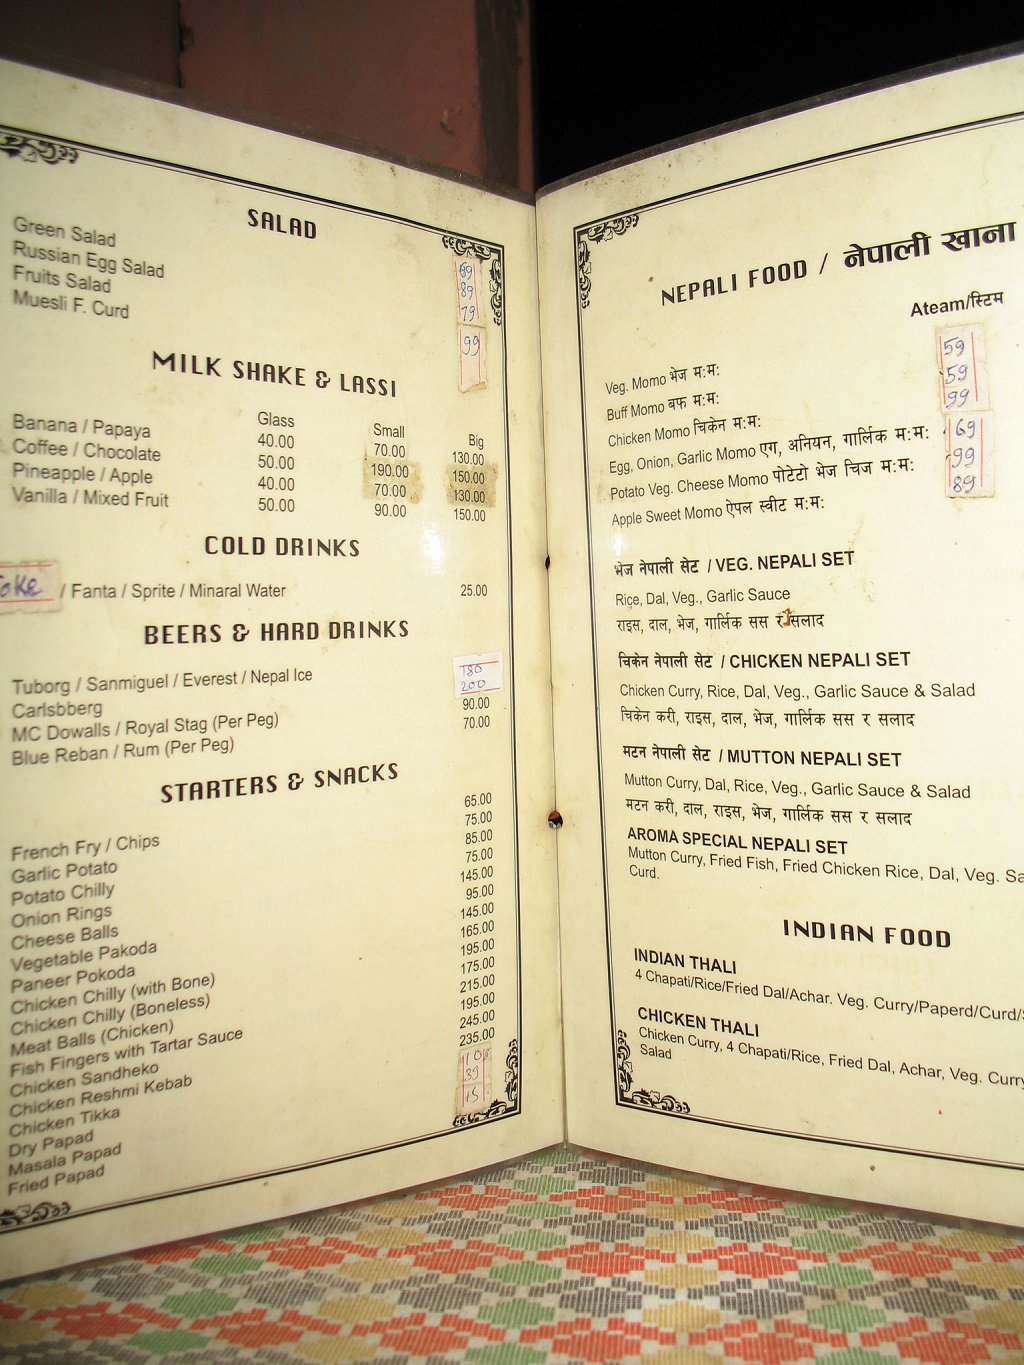 SALAD
Green Salad 69
Russian Egg Salad 89
Fruits Salad 79
Muesli F. Curd 99
MILK SHAKE & LASSI
Glass Small Big
Banana / Papaya 40.00 70.00 130.00
Coffee / Chocolate 50.00 190.00 150.00
Pineapple / Apple 40.00 70.00 130.00
Vanilla / Mixed Fruit 50.00 90.00 150.00
COLD DRINKS
Coke / Fanta / Sprite / Minaral Water 25.00
BEERS & HARD DRINKS
Tuborg / Sanmiguel / Everest / Nepal Ice 180
Carlsbberg 200
MC Dowalls / Royal Stag (Per Peg) 90.00
Blue Reban / Rum (Per Peg) 70.00
STARTERS & SNACKS
French Fry / Chips 65.00
Garlic Potato 75.00
Potato Chilly 85.00
Onion Rings 75.00
Cheese Balls 145.00
Vegetable Pakoda 95.00
Paneer Pokoda 145.00
Chicken Chilly (with Bone) 165.00
Chicken Chilly (Boneless) 195.00
Meat Balls (Chicken) 175.00
Fish Fingers with Tartar Sauce 215.00
Chicken Sandheko 195.00
Chicken Reshmi Kebab 245.00
Chicken Tikka 235.00
Dry Papad
Masala Papad 39
Fried Papad 15
NEPALI FOOD / नेपाली खाना
Ateam/स्टिम
Veg. Momo भेज म:म: 59
Buff Momo बफ म:म: 59
Chicken Momo चिकेन म:म: 99
Egg, Onion, Garlic Momo एग, अनियन, गार्लिक म:म: 69
Potato Veg. Cheese Momo पोटेटो भेज चिज म:म: 99
Apple Sweet Momo ऐपल स्वीट म:म: 89
भेज नेपाली सेट / VEG. NEPALI SET
Rice, Dal, Veg., Garlic Sauce
राइस, दाल, भेज, गार्लिक सस र सलाद
चिकेन नेपाली सेट / CHICKEN NEPALI SET
Chicken Curry, Rice, Dal, Veg., Garlic Sauce & Salad
चिकेन करी, राइस, दाल, भेज, गार्लिक सस र सलाद
मटन नेपाली सेट / MUTTON NEPALI SET
Mutton Curry, Dal, Rice, Veg., Garlic Sauce & Salad
मटन करी, दाल, राइस, भेज, गार्लिक सस र सलाद
AROMA SPECIAL NEPALI SET
Mutton Curry, Fried Fish, Fried Chicken Rice, Dal, Veg. Sa
Curd.
INDIAN FOOD
INDIAN THALI
4 Chapati/Rice/Fried Dal/Achar. Veg. Curry/Paperd/Curd/
CHICKEN THALI
Chicken Curry, 4 Chapati/Rice, Fried Dal, Achar, Veg. Curry
Salad